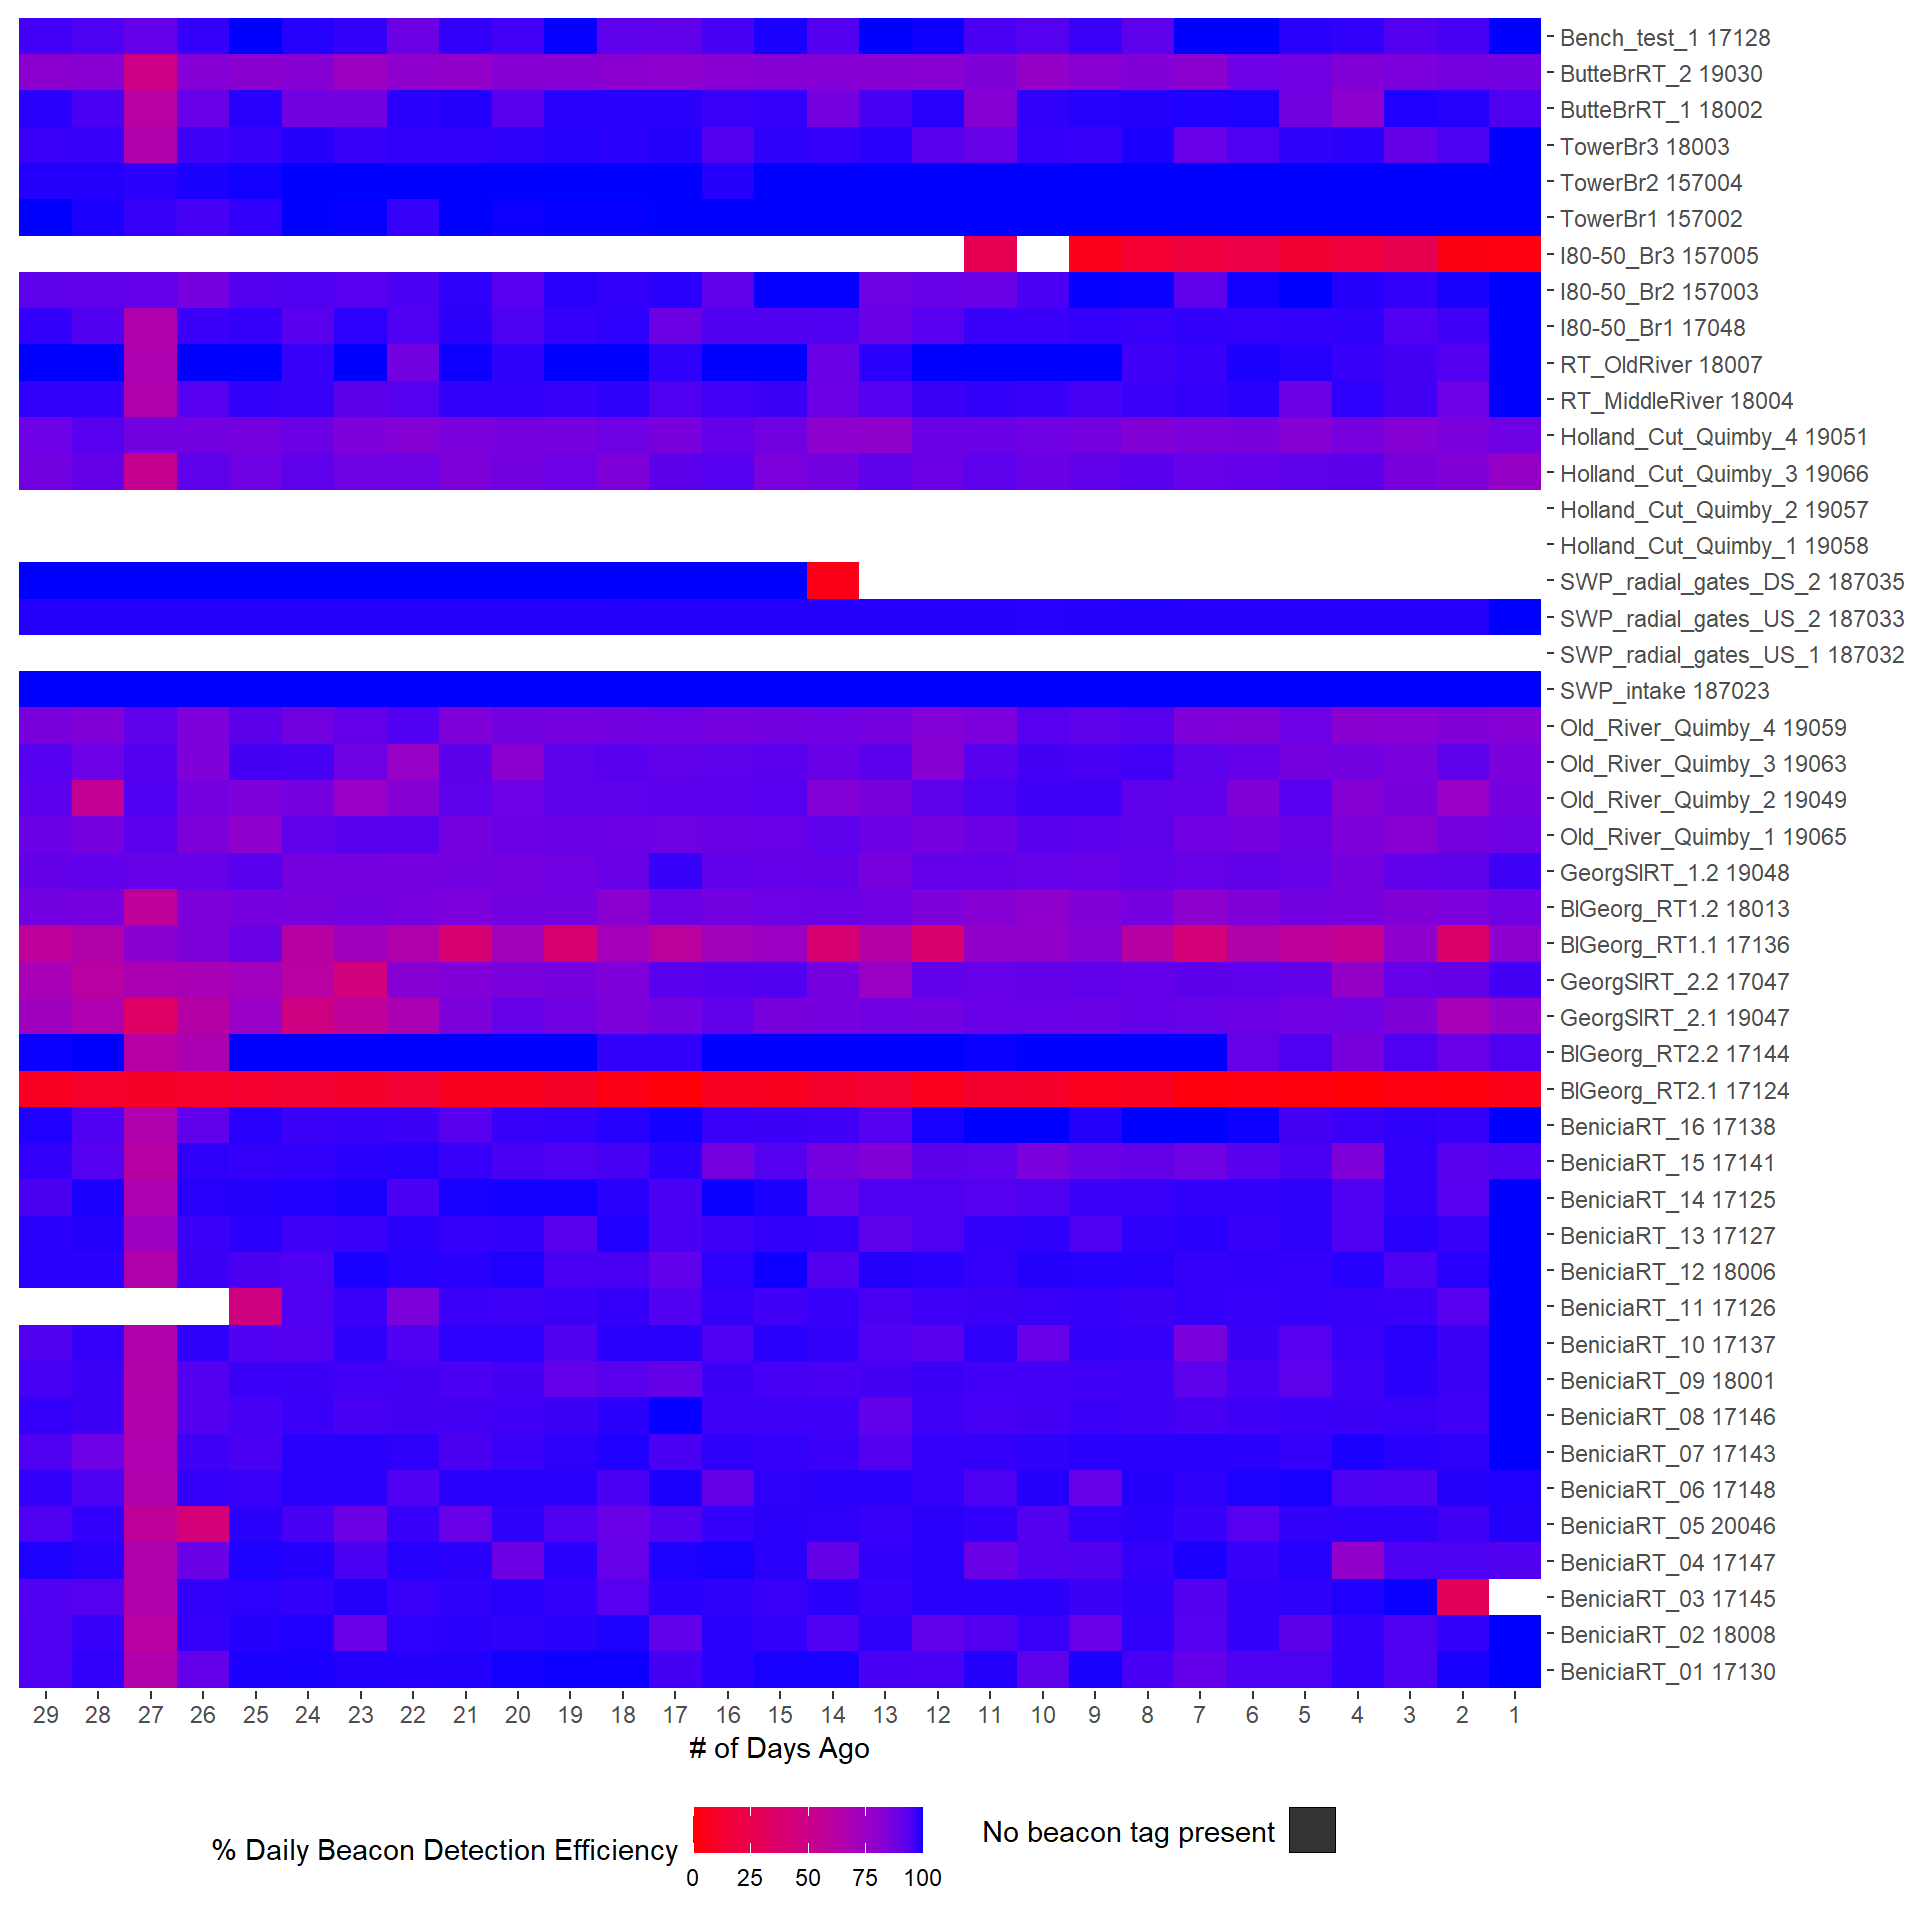 Bench_test_1 17128
ButteBrRT_2 19030
ButteBrRT_1 18002
TowerBr3 18003
TowerBr2 157004
TowerBr1 157002
I80-50_Br3 157005
I80-50_Br2 157003
I80-50_Br1 17048
RT_OldRiver 18007
RT_MiddleRiver 18004
Holland_Cut_Quimby_4 19051
Holland_Cut_Quimby_3 19066
Holland_Cut_Quimby_2 19057
Holland_Cut_Quimby_1 19058
SWP_radial_gates_DS_2 187035
SWP_radial_gates_US_2 187033
SWP_radial_gates_US_1 187032
SWP_intake 187023
Old_River_Quimby_4 19059
Old_River_Quimby_3 19063
Old_River_Quimby_2 19049
Old_River_Quimby_1 19065
GeorgSlRT_1.2 19048
BlGeorg_RT1.2 18013
BlGeorg_RT1.1 17136
GeorgSlRT_2.2 17047
GeorgSlRT_2.1 19047
BlGeorg_RT2.2 17144
BlGeorg_RT2.1 17124
BeniciaRT_16 17138
BeniciaRT_15 17141
BeniciaRT_14 17125
BeniciaRT_13 17127
BeniciaRT_12 18006
BeniciaRT_11 17126
BeniciaRT_10 17137
BeniciaRT_09 18001
BeniciaRT_08 17146
BeniciaRT_07 17143
BeniciaRT_06 17148
BeniciaRT_05 20046
BeniciaRT_04 17147
BeniciaRT_03 17145
BeniciaRT_02 18008
BeniciaRT_01 17130
29 28 27 26 25 24 23 22 21 20 19 18 17 16 15 14 13 12 11 10 9 8 7 6 5 4 3 2 1
# of Days Ago
% Daily Beacon Detection Efficiency
0 25 50 75 100
No beacon tag present